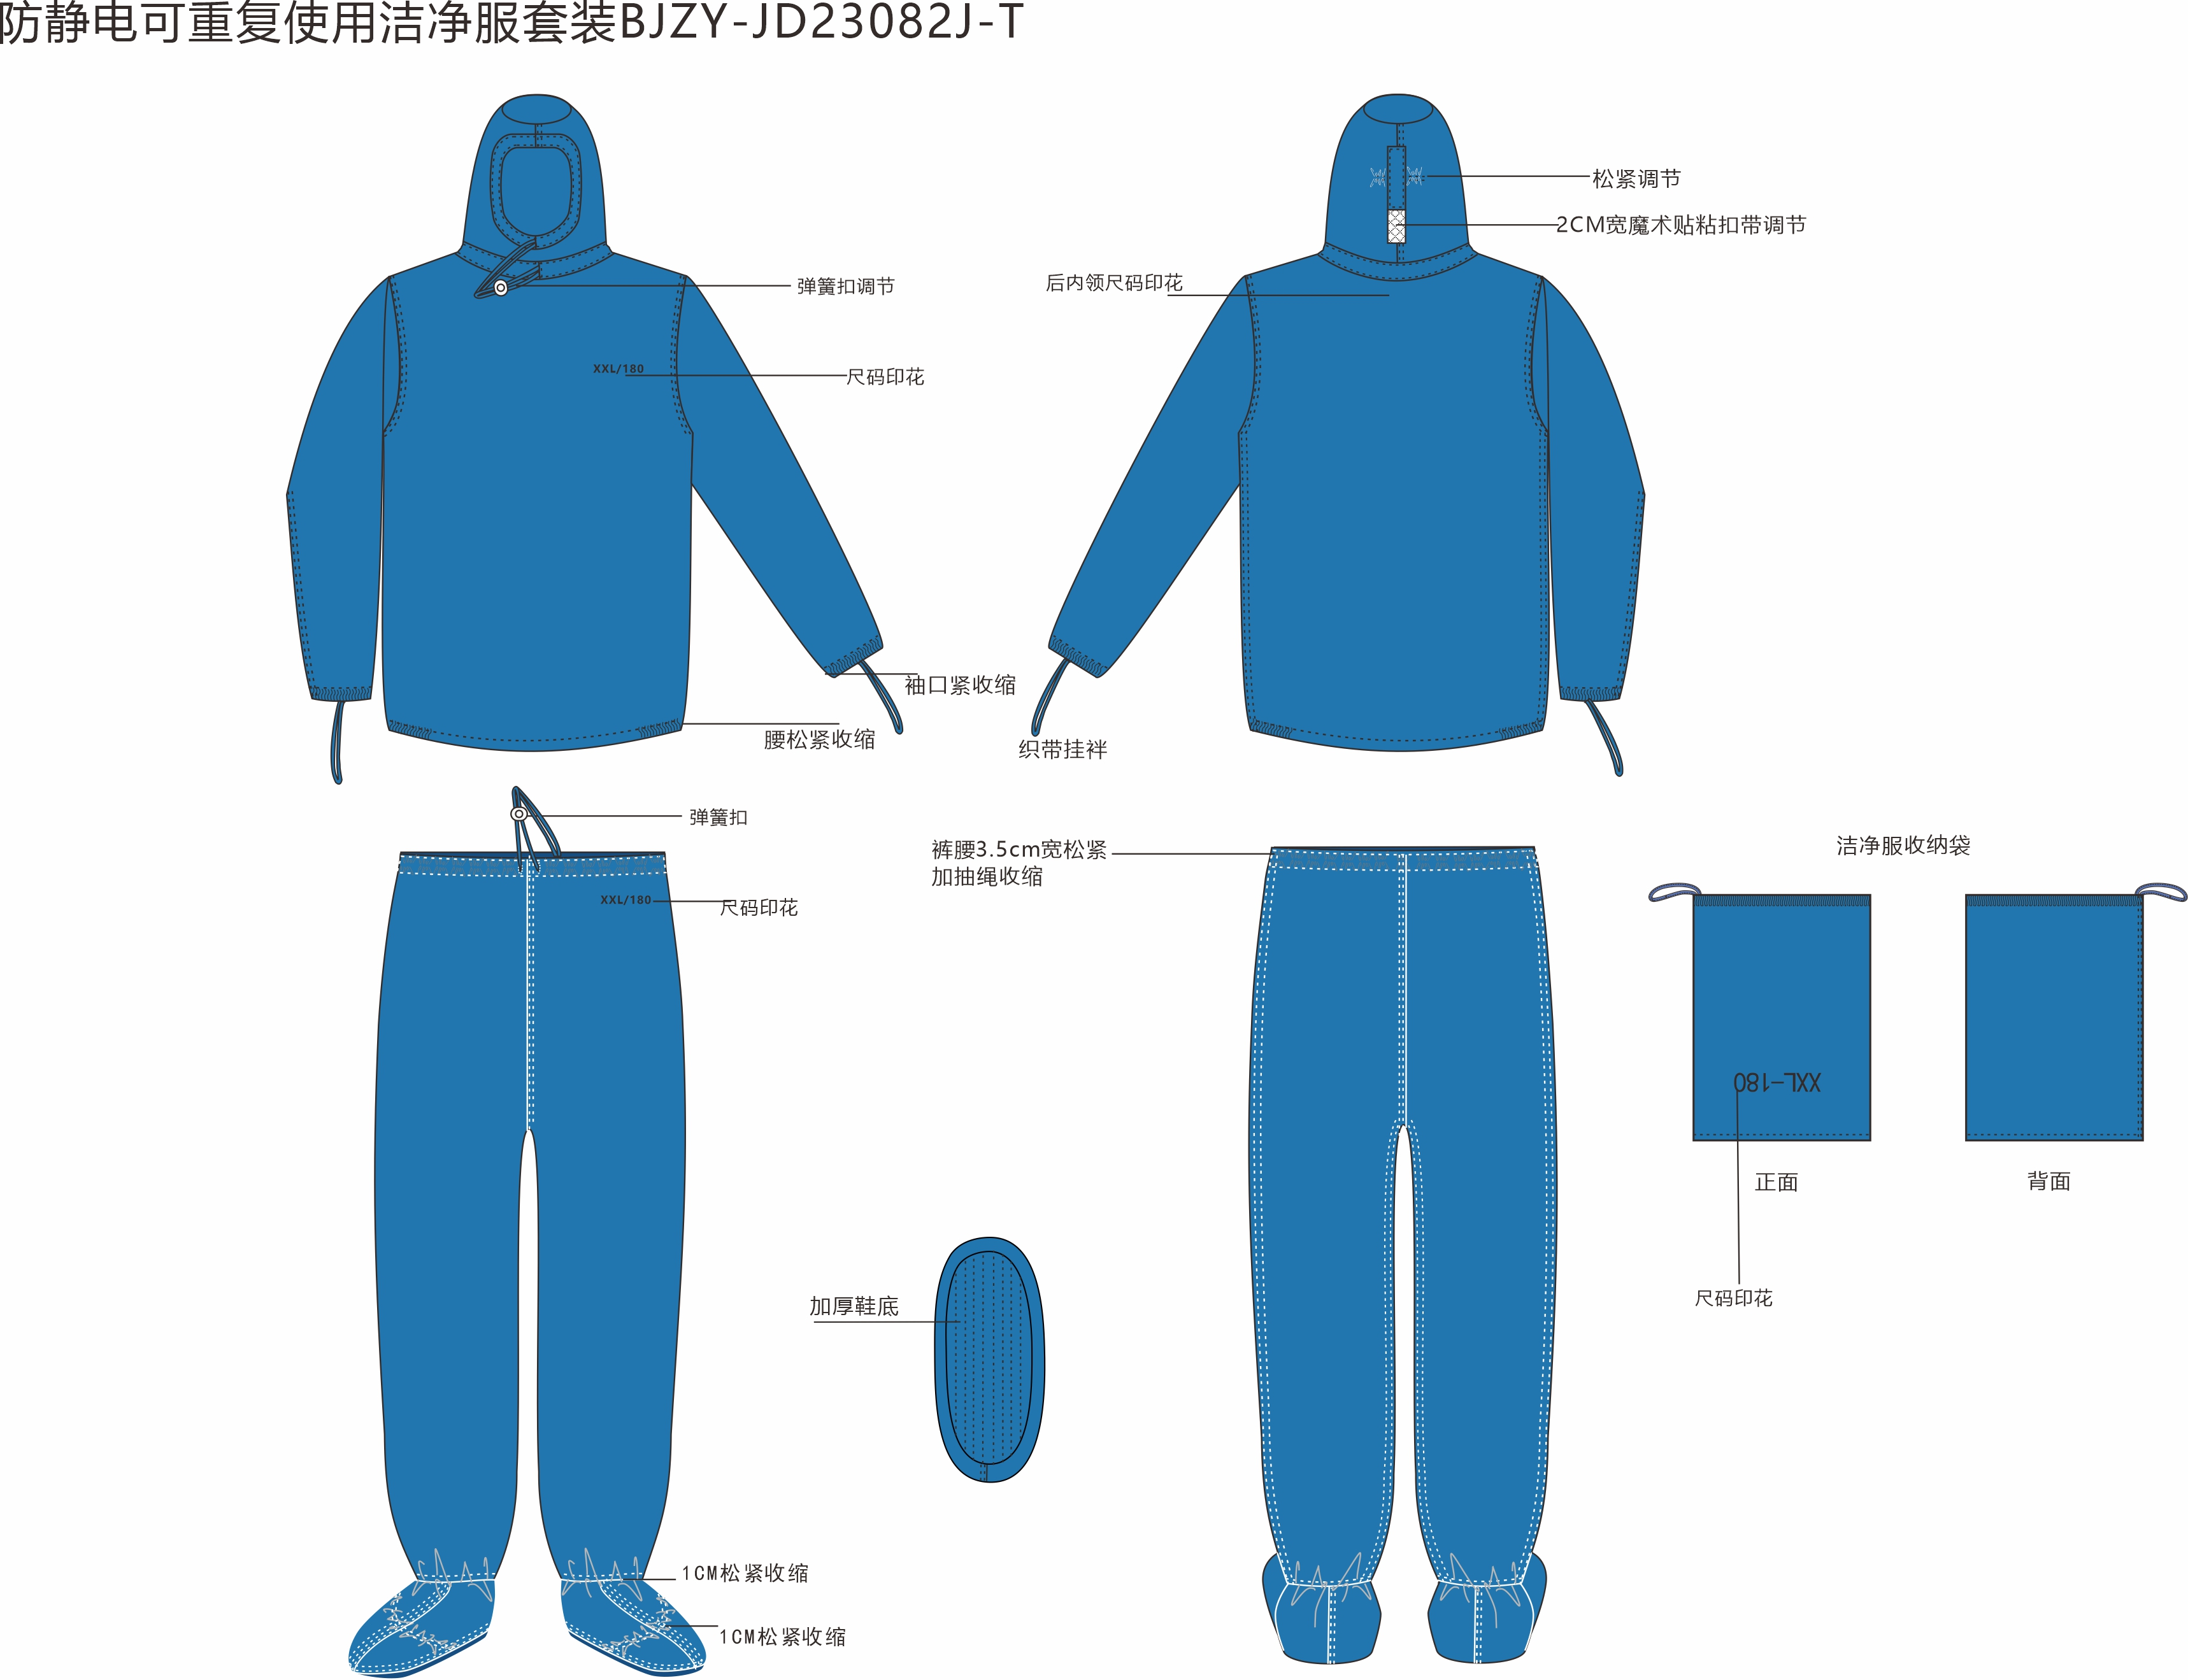 防静电可重复使用洁净服套装BJZY-JD23082J-T
松紧调节
2CM宽魔术贴粘扣带调节
弹簧扣调节
后内领尺码印花
XXL/180
尺码印花
袖口紧收缩
腰松紧收缩
织带挂袢
弹簧扣
裤腰3.5cm宽松紧
加抽绳收缩
洁净服收纳袋
XXL/180
尺码印花
XXL-180
正面
背面
尺码印花
加厚鞋底
1CM松紧收缩
1CM松紧收缩